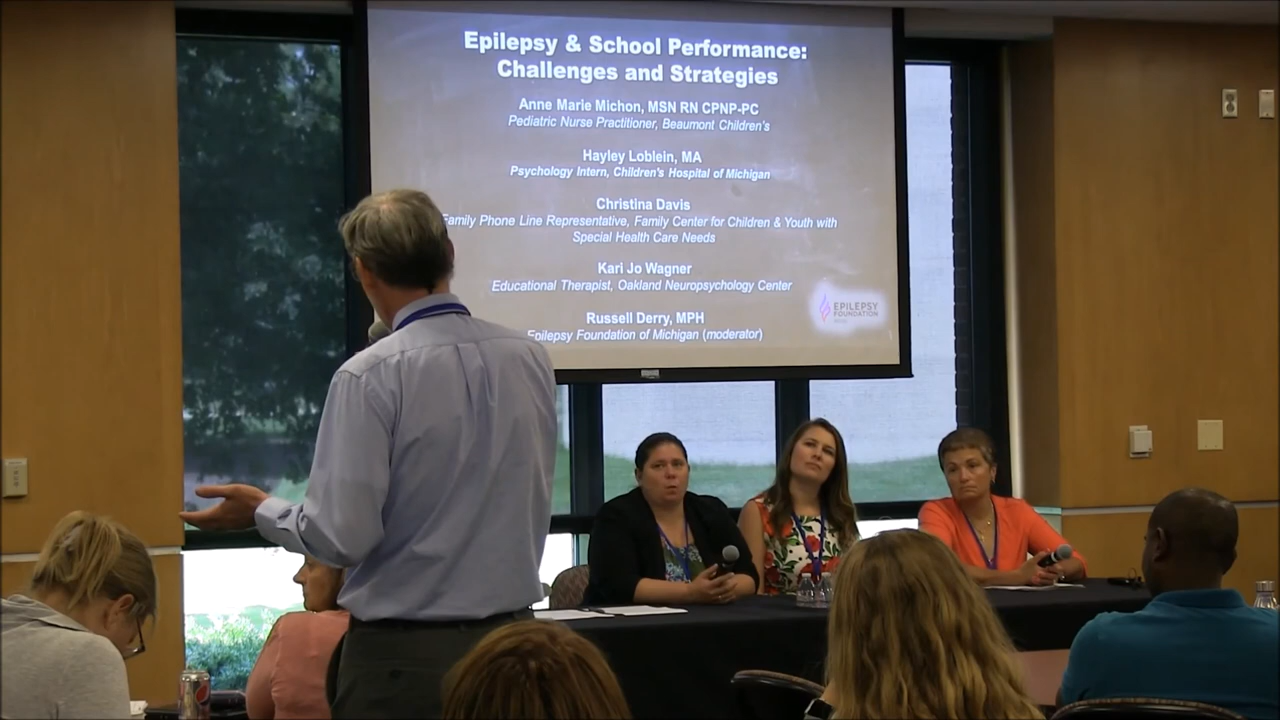 Epilepsy & School Performance:
Challenges and Strategies
Anne Marie Michon, MSN RN CPNP-PC
Pediatric Nurse Practitioner, Beaumont Children's
Hayley Loblein, MA
Psychology Intern, Children's Hospital of Michigan
Christina Davis
Family Phone Line Representative, Family Center for Children & Youth with
Special Health Care Needs
Kari Jo Wagner
Educational Therapist, Oakland Neuropsychology Center
Russell Derry, MPH
Epilepsy Foundation of Michigan (moderator)
EPILEPSY
FOUNDATION